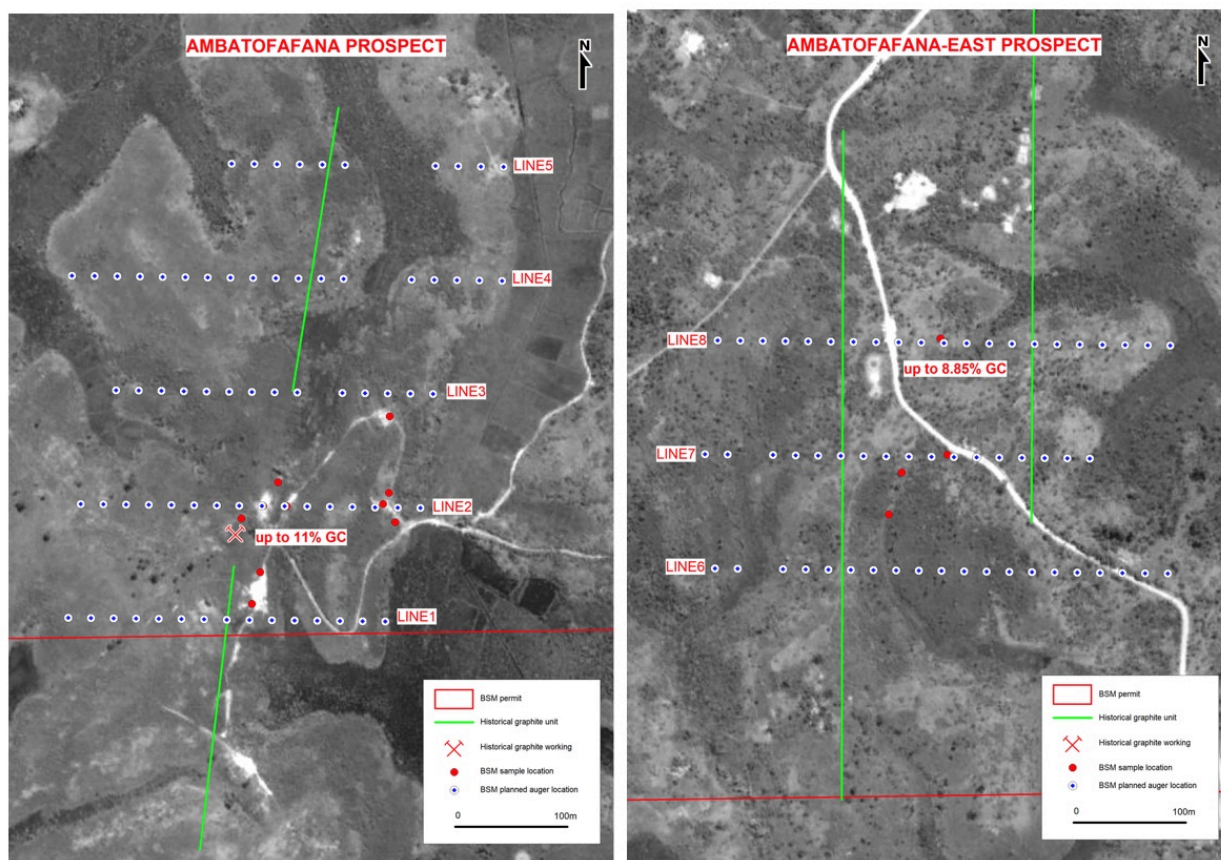 AMBATOFAFANA PROSPECT
N
LINE5
LINE4
LINE3
LINE2
up to 11% GC
LINE1
BSM permit
Historical graphite unit
Historical graphite working
BSM sample location
BSM planned auger location
0
100m
AMBATOFAFANA-EAST PROSPECT
N
LINE8
up to 8.85% GC
LINE7
LINE6
BSM permit
Historical graphite unit
Historical graphite working
BSM sample location
BSM planned auger location
0
100m